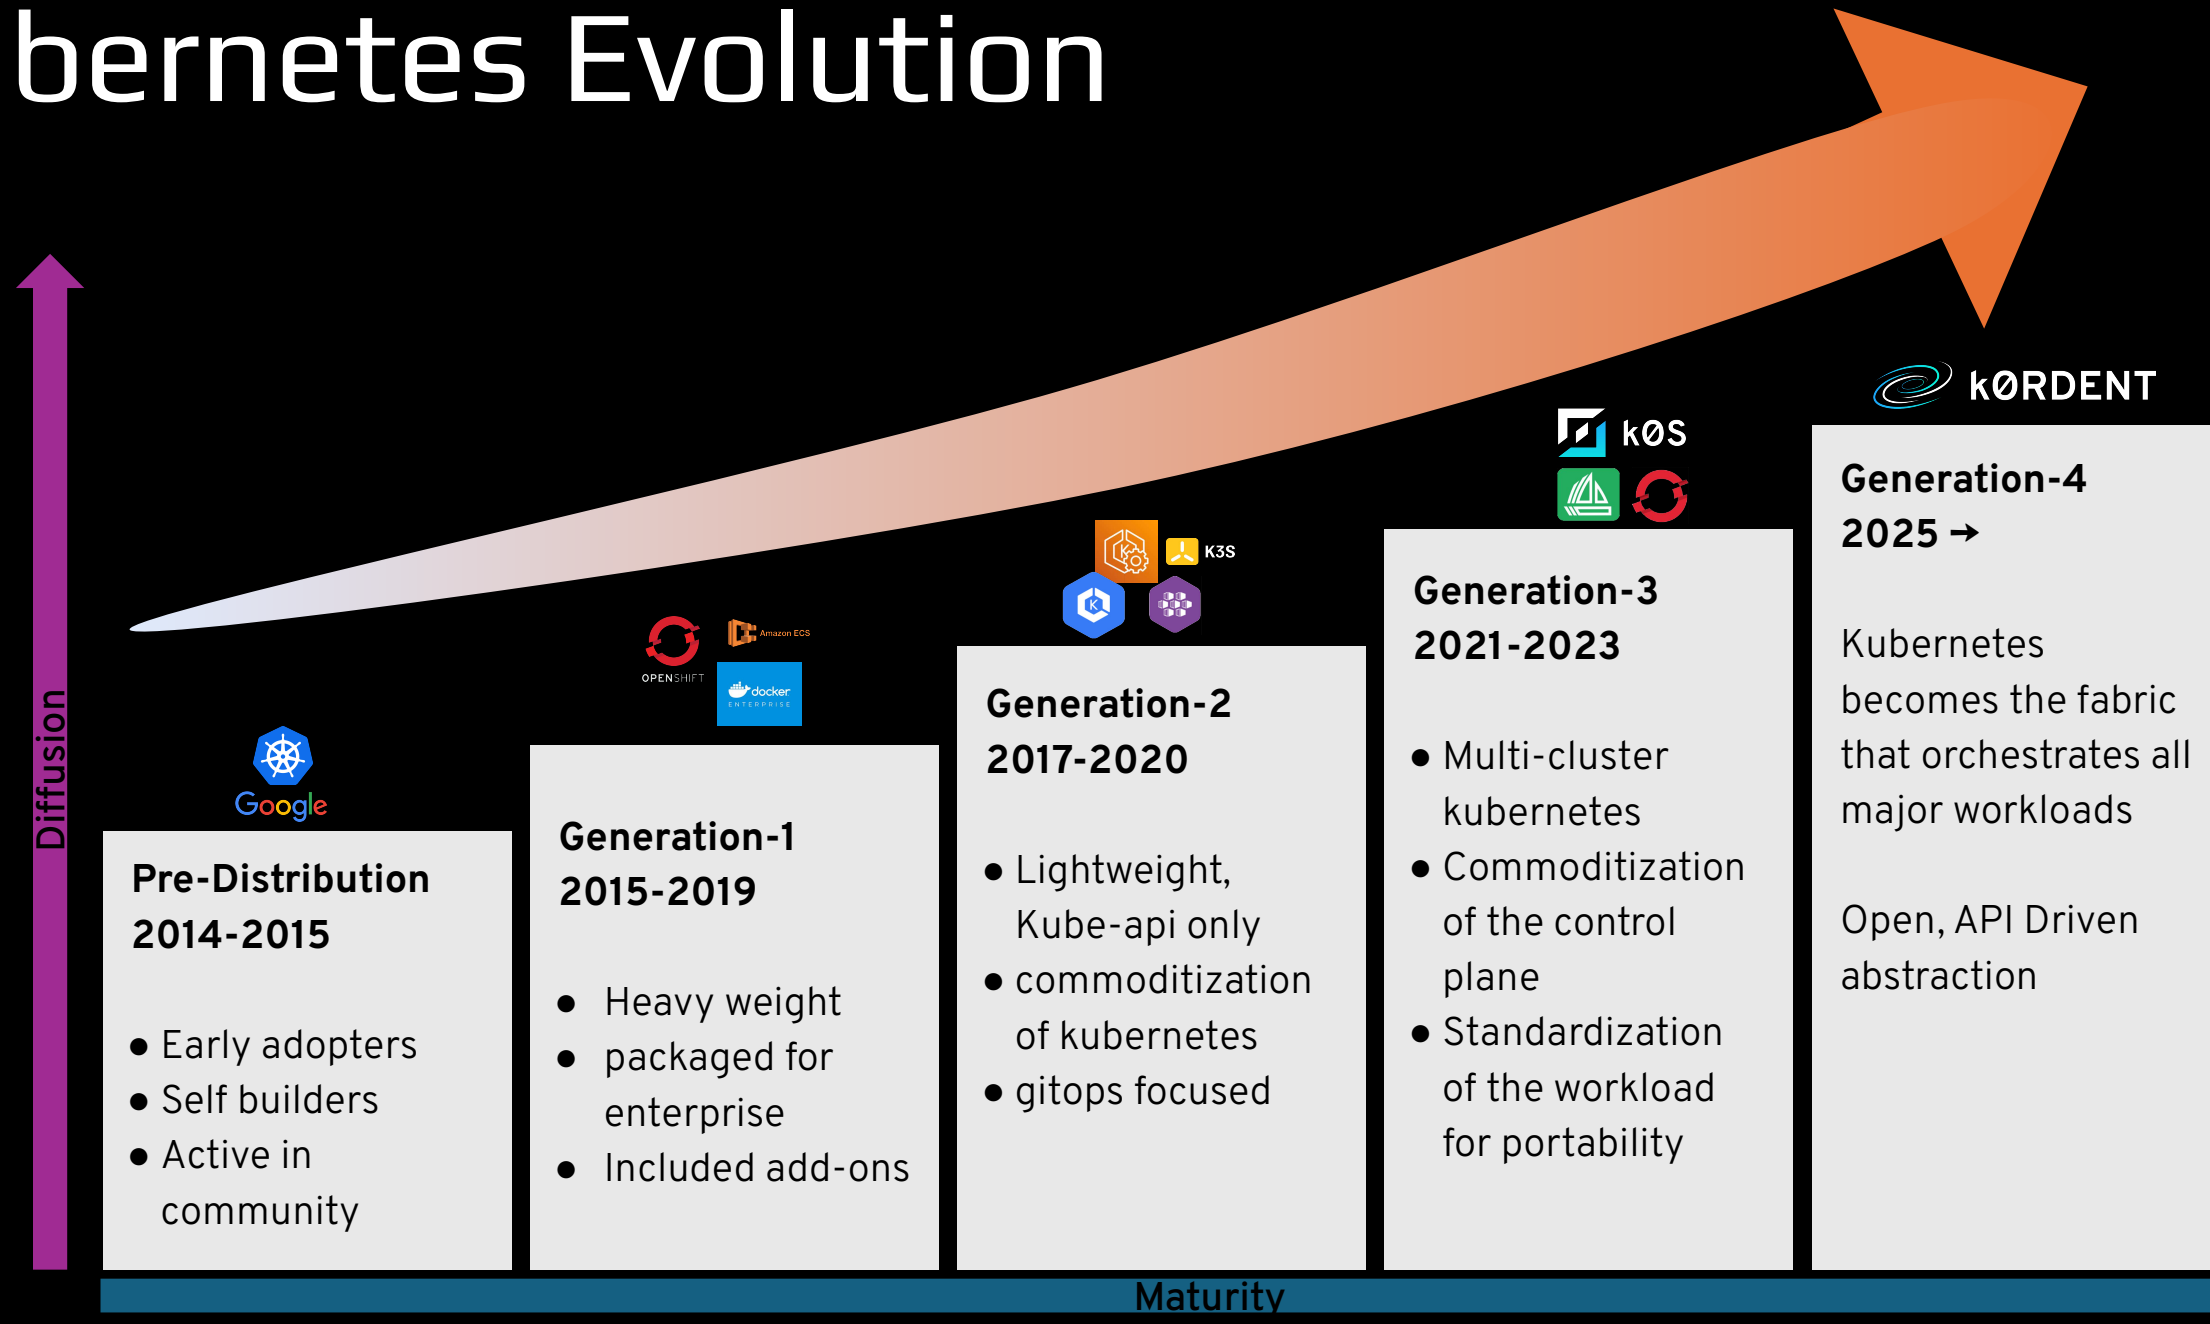 bernetes Evolution
Diffusion
Google
Pre-Distribution
2014-2015
● Early adopters
● Self builders
● Active in
community
OPENSHIFT
Amazon ECS
docker
ENTERPRISE
Generation-1
2015-2019
● Heavy weight
● packaged for
enterprise
● Included add-ons
K
K3S
K
Generation-2
2017-2020
● Lightweight,
Kube-api only
● commoditization
of kubernetes
● gitops focused
k0S
Generation-3
2021-2023
● Multi-cluster
kubernetes
● Commoditization
of the control
plane
● Standardization
of the workload
for portability
k0RDENT
Generation-4
2025 →
Kubernetes
becomes the fabric
that orchestrates all
major workloads
Open, API Driven
abstraction
Maturity